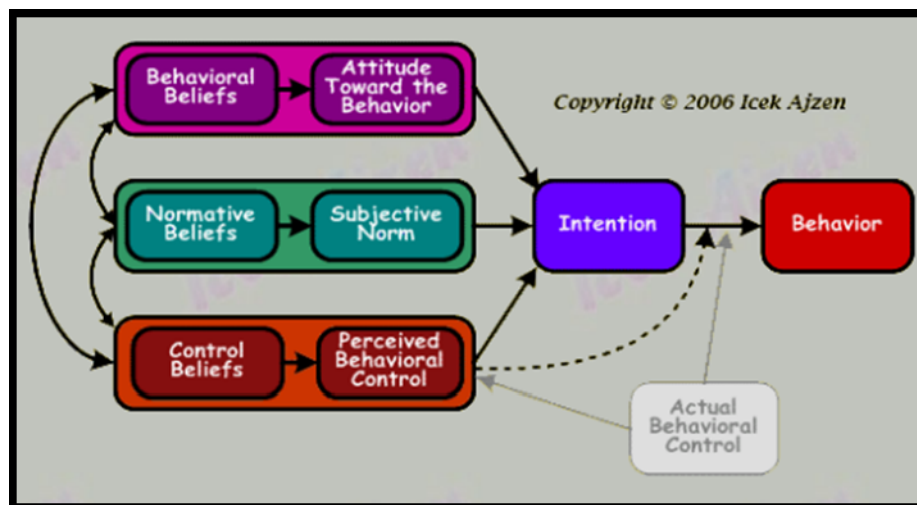 Behavioral
Beliefs
Attitude
Toward the
Behavior
Copyright © 2006 Icek Ajzen
Normative
Beliefs
Subjective
Norm
Intention
Behavior
Control
Beliefs
Perceived
Behavioral
Control
Actual
Behavioral
Control